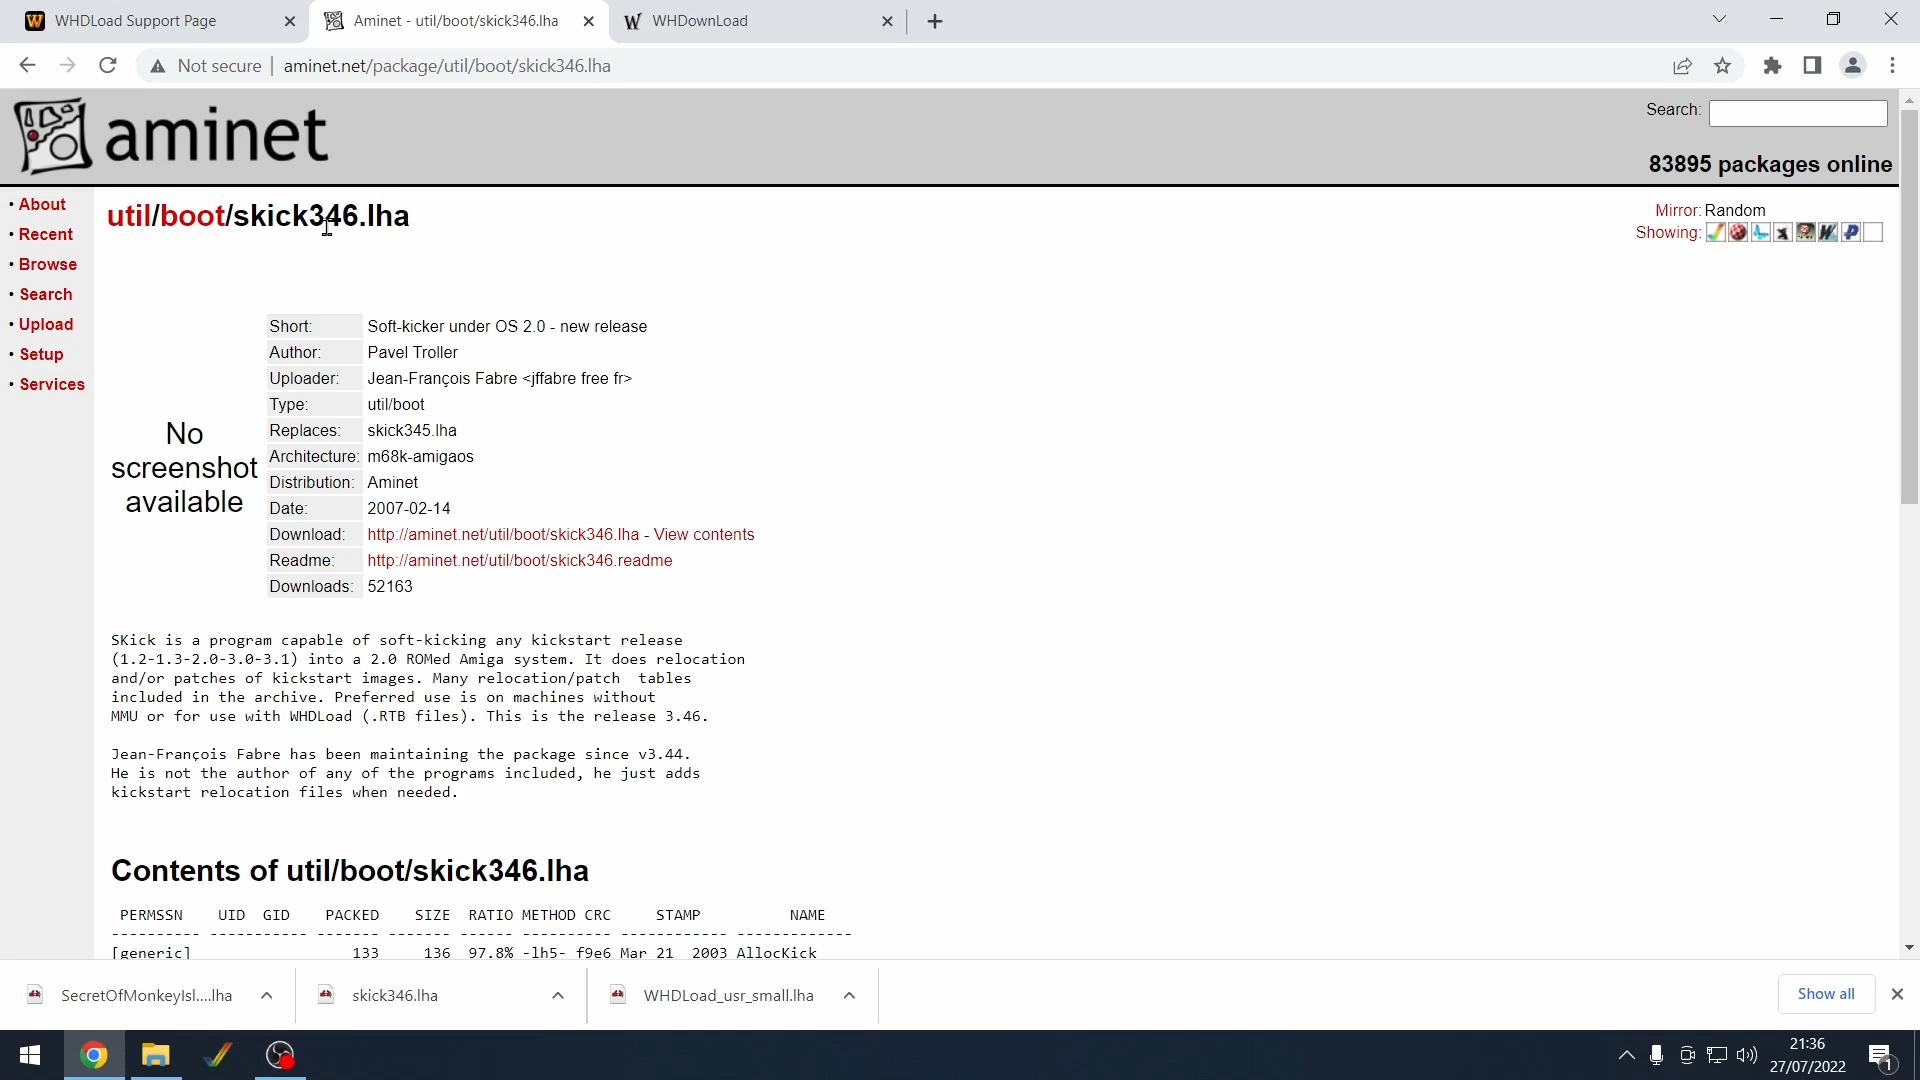 WHDLoad Support Page
Aminet - util/boot/skick346.lha
WHDownLoad
Not secure
aminet.net/package/util/boot/skick346.lha
aminet
Search:
83895 packages online
• About
• Recent
• Browse
• Search
• Upload
• Setup
• Services
util/boot/skick346.lha
Mirror: Random
Showing:
No
screenshot
available
Short: Soft-kicker under OS 2.0 - new release
Author: Pavel Troller
Uploader: Jean-François Fabre <jffabre free fr>
Type: util/boot
Replaces: skick345.lha
Architecture: m68k-amigaos
Distribution: Aminet
Date: 2007-02-14
Download: http://aminet.net/util/boot/skick346.lha - View contents
Readme: http://aminet.net/util/boot/skick346.readme
Downloads: 52163
SKick is a program capable of soft-kicking any kickstart release
(1.2-1.3-2.0-3.0-3.1) into a 2.0 ROMed Amiga system. It does relocation
and/or patches of kickstart images. Many relocation/patch  tables
included in the archive. Preferred use is on machines without
MMU or for use with WHDLoad (.RTB files). This is the release 3.46.
Jean-François Fabre has been maintaining the package since v3.44.
He is not the author of any of the programs included, he just adds
kickstart relocation files when needed.
Contents of util/boot/skick346.lha
PERMSSN UID GID PACKED SIZE RATIO METHOD CRC STAMP NAME
---------- ----------- ------- ------- ------ ---------- ------------ -------------
[generic] 133 136 97.8% -lh5- f9e6 Mar 21 2003 AllocKick
SecretOfMonkeyIsl....lha
skick346.lha
WHDLoad_usr_small.lha
Show all
21:36
27/07/2022
1